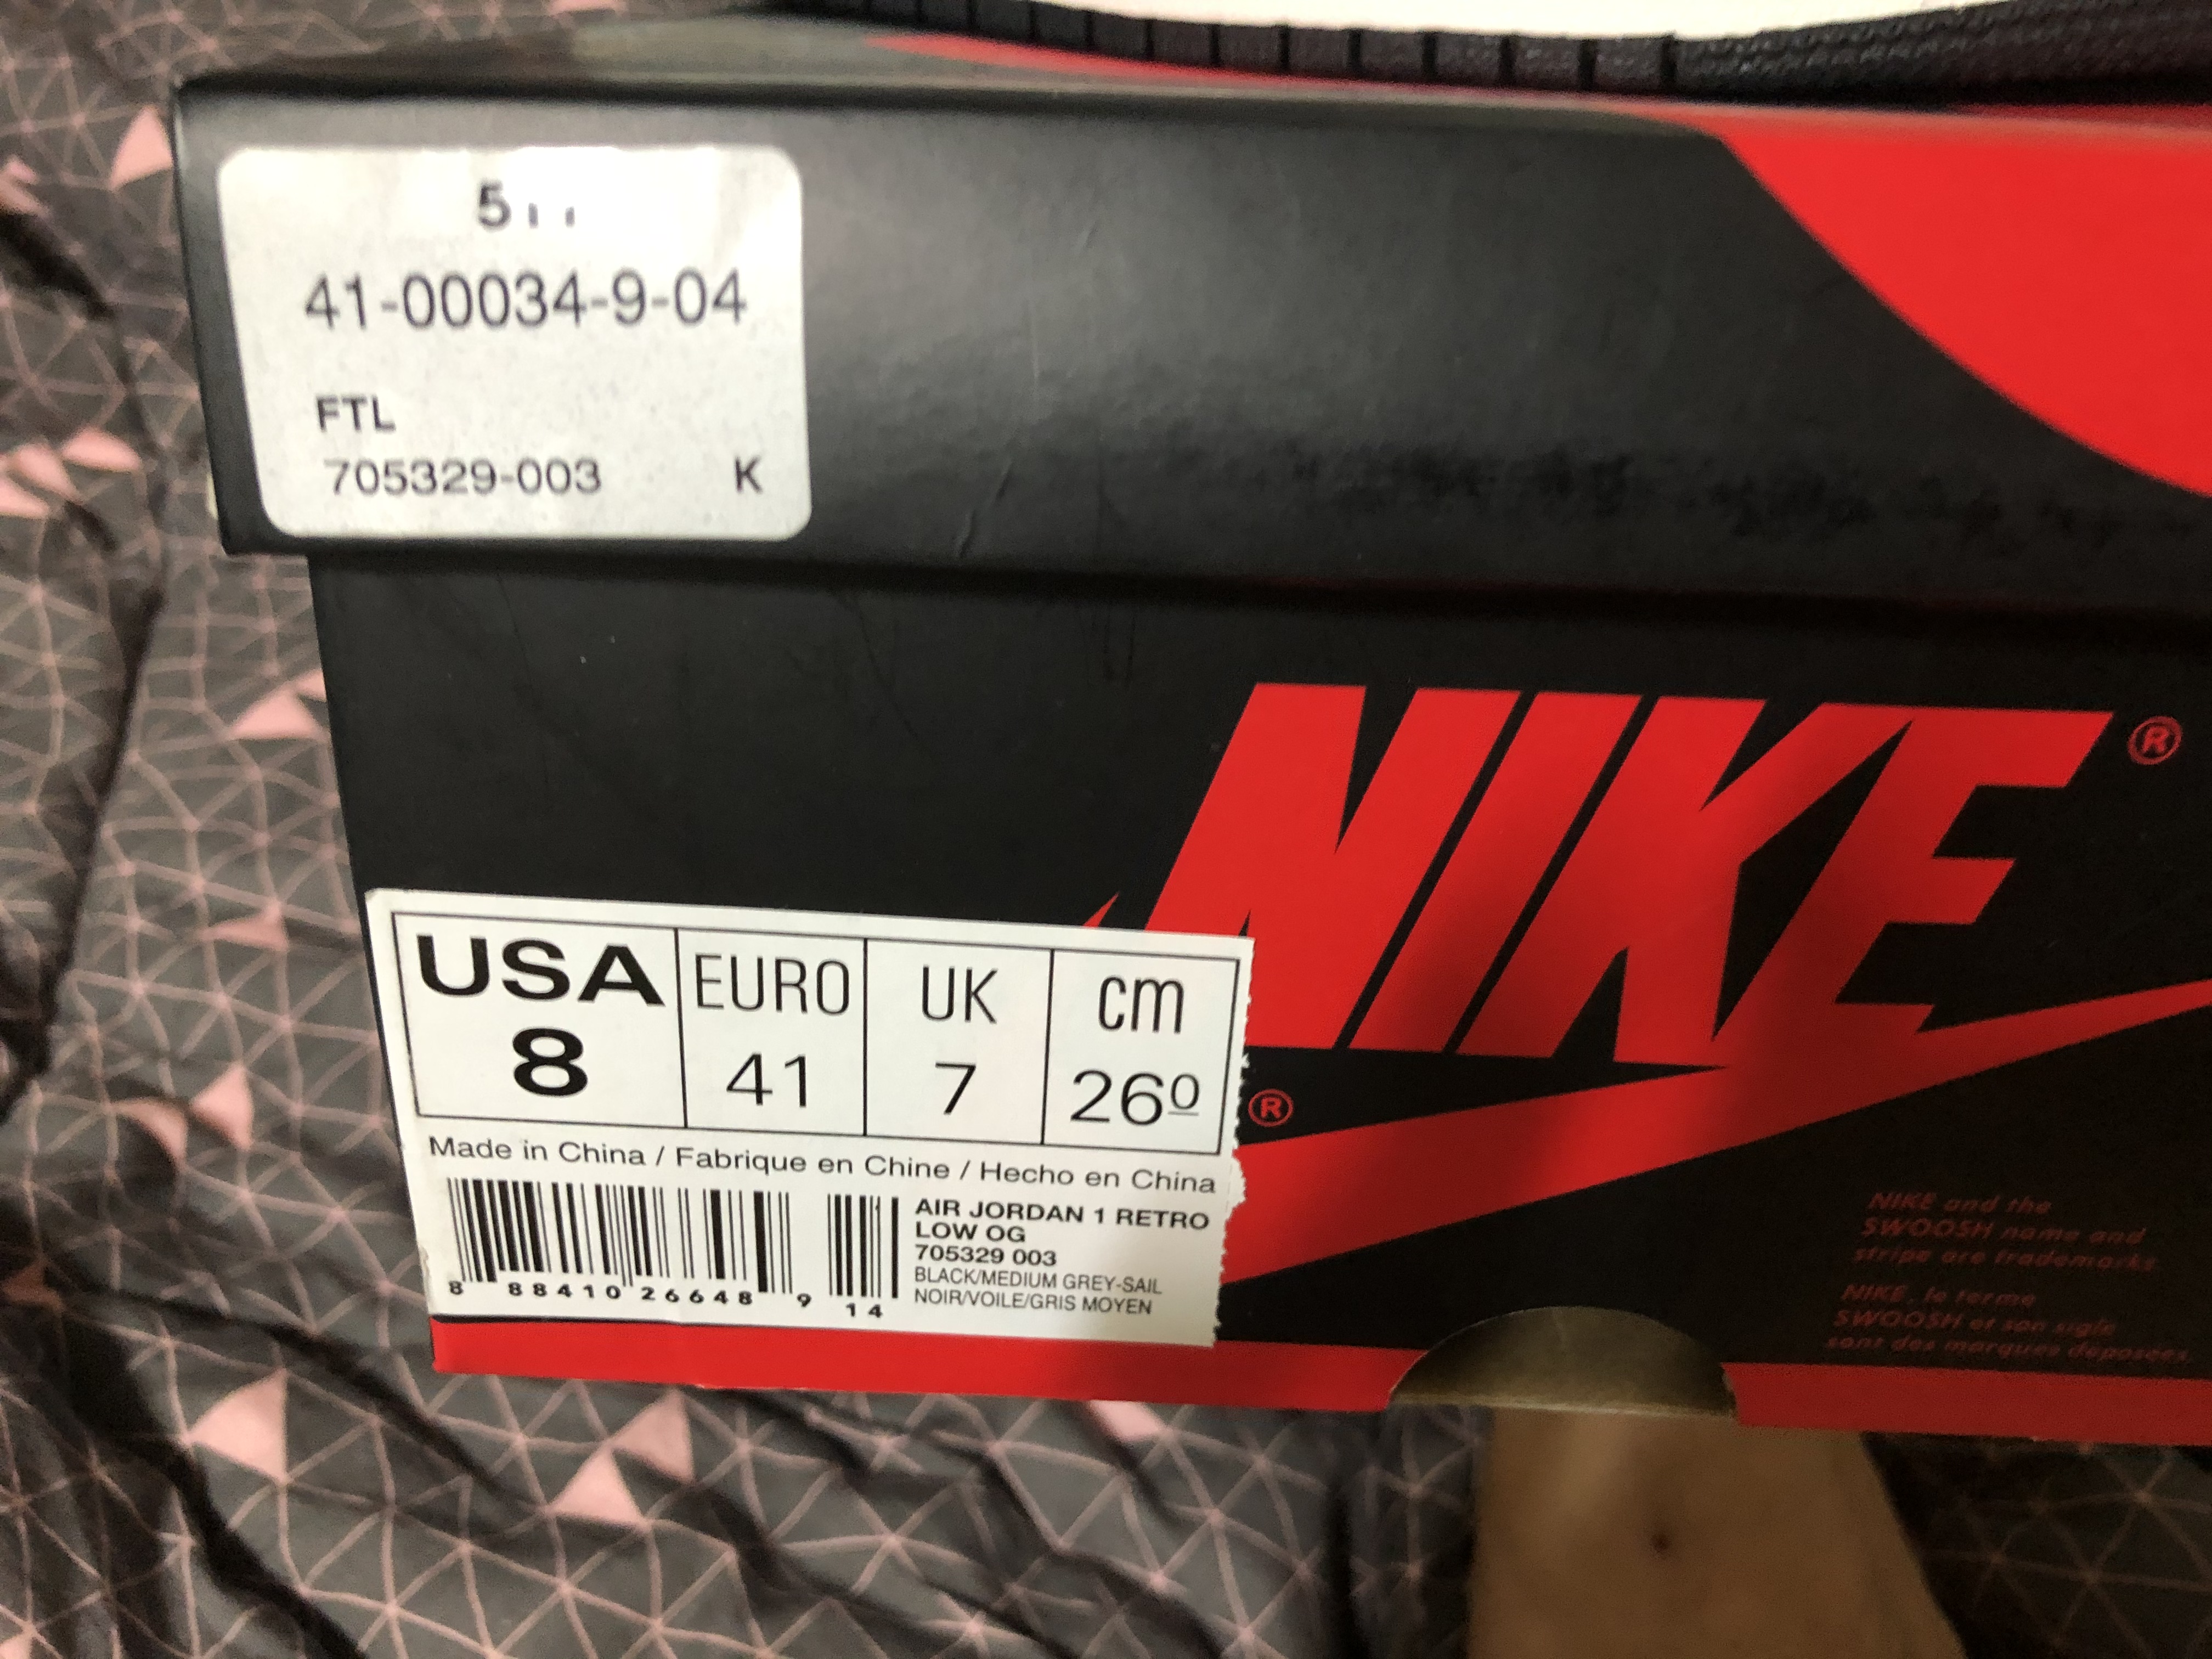 41-00034-9-04
FTL
705329-003 K
NIKE®
®
USA EURO UK cm
8 41 7 26⁰
Made in China / Fabrique en Chine / Hecho en China
AIR JORDAN 1 RETRO
LOW OG
705329 003
BLACK/MEDIUM GREY-SAIL
NOIR/VOILE/GRIS MOYEN
8 88410 26648 9 14
NIKE and the
SWOOSH name and
stripe are trademarks.
NIKE, le terme
SWOOSH et son sigle
sont des marques deposees.